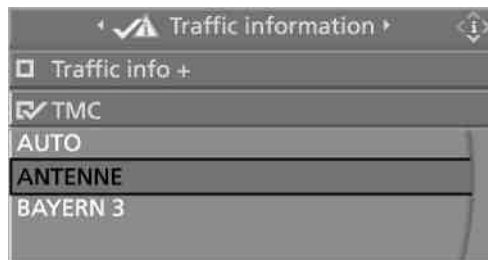 Traffic information
Traffic info +
TMC
AUTO
ANTENNE
BAYERN 3